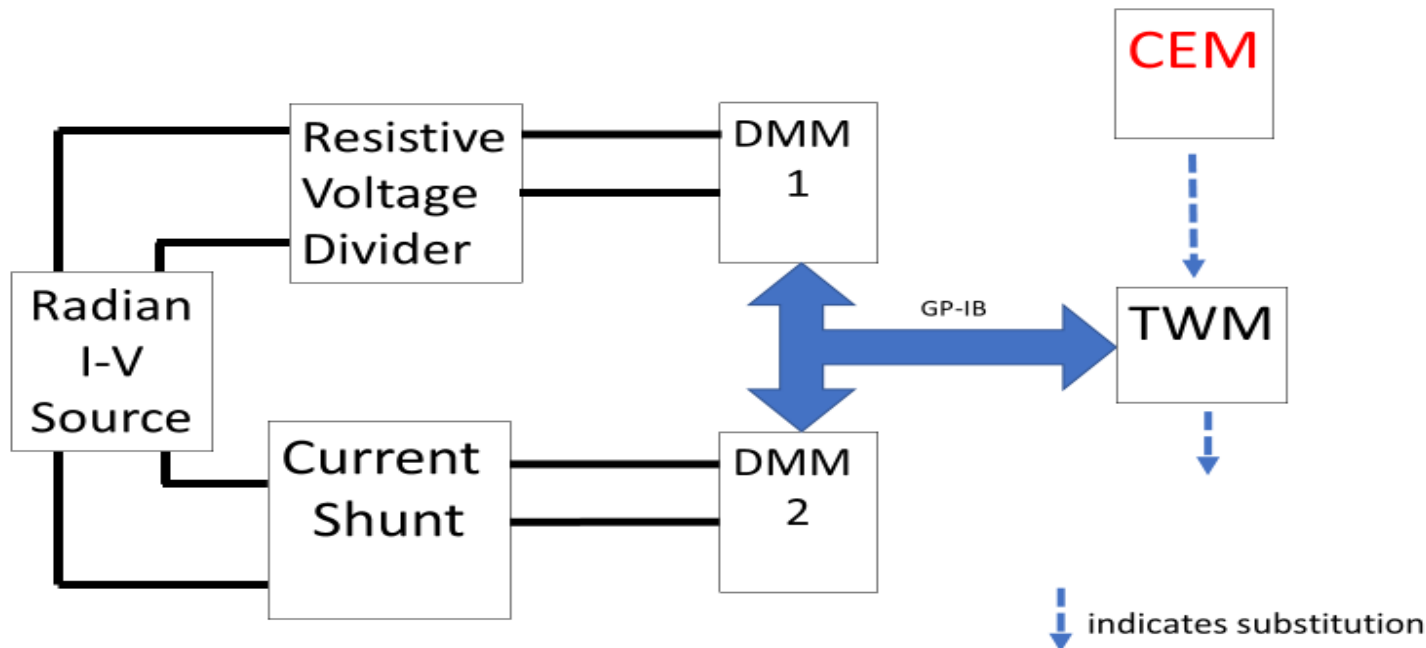 CEM
Resistive
Voltage
Divider
DMM
1
Radian
I-V
Source
GP-IB
TWM
Current
Shunt
DMM
2
indicates substitution